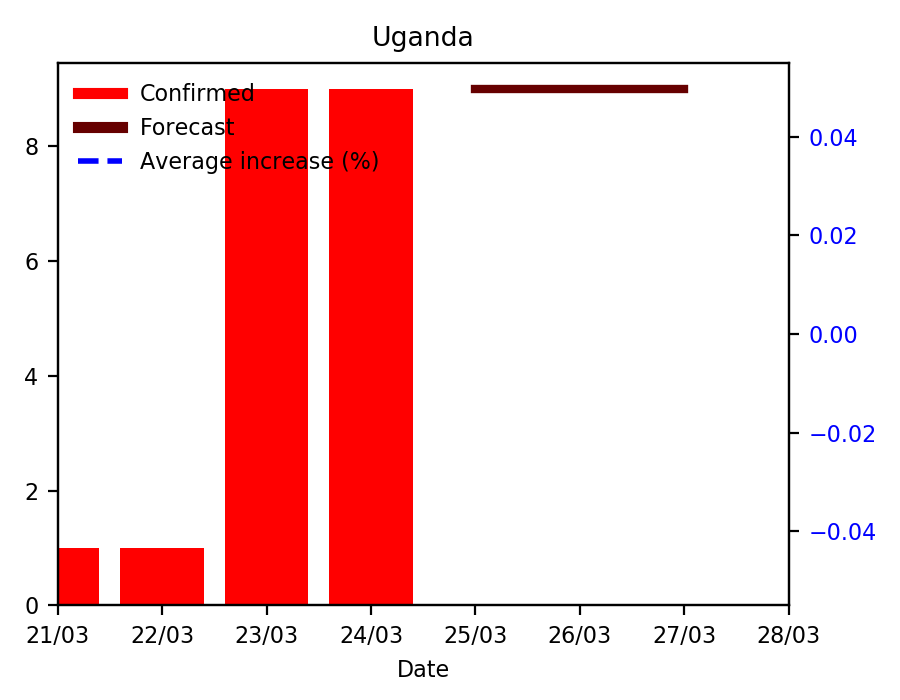 Uganda
Confirmed
Forecast
Average increase (%)
8
6
4
2
0
0.04
0.02
0.00
−0.02
−0.04
21/03 22/03 23/03 24/03 25/03 26/03 27/03 28/03
Date